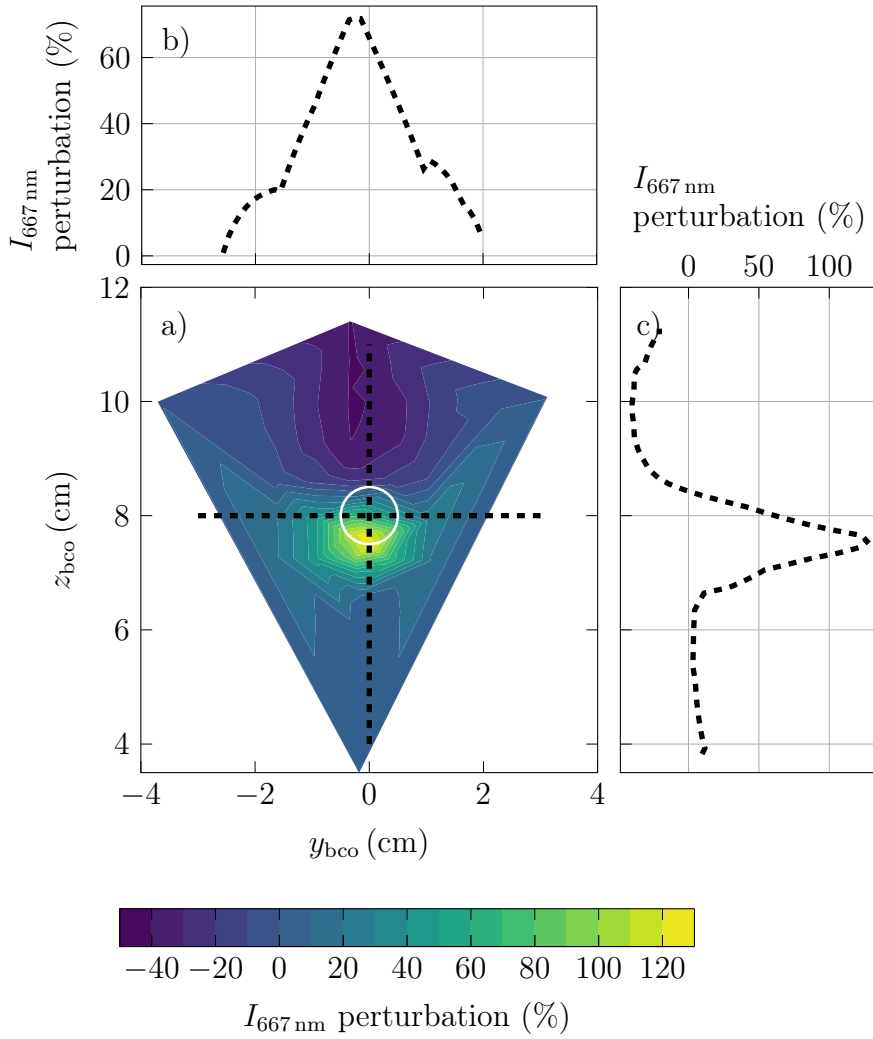 b)
I667 nm
perturbation (%)
60
40
20
0
I667 nm
perturbation (%)
0 50 100
12
10
8
6
4
a)
c)
zbco (cm)
−4 −2 0 2 4
ybco (cm)
−40 −20 0 20 40 60 80 100 120
I667 nm perturbation (%)